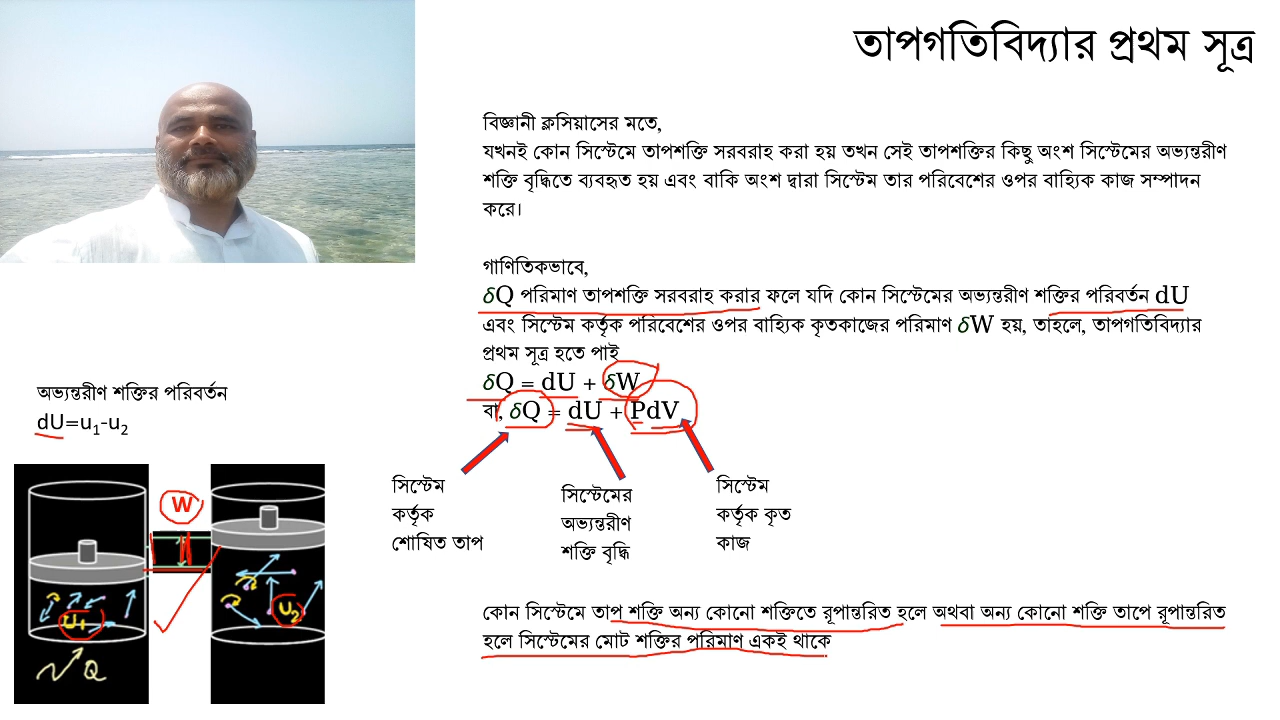 তাপগতিবিদ্যার প্রথম সূত্র
বিজ্ঞানী ক্লসিয়াসের মতে,
যখনই কোন সিস্টেমে তাপশক্তি সরবরাহ করা হয় তখন সেই তাপশক্তির কিছু অংশ সিস্টেমের অভ্যন্তরীণ
শক্তি বৃদ্ধিতে ব্যবহৃত হয় এবং বাকি অংশ দ্বারা সিস্টেম তার পরিবেশের ওপর বাহ্যিক কাজ সম্পাদন
করে।
গাণিতিকভাবে,
δQ পরিমাণ তাপশক্তি সরবরাহ করার ফলে যদি কোন সিস্টেমের অভ্যন্তরীণ শক্তির পরিবর্তন dU
এবং সিস্টেম কর্তৃক পরিবেশের ওপর বাহ্যিক কৃতকাজের পরিমাণ δW হয়, তাহলে, তাপগতিবিদ্যার
প্রথম সূত্র হতে পাই
δQ = dU + δW
বা, δQ = dU + PdV
সিস্টেম
কর্তৃক
শোষিত তাপ
সিস্টেমের
অভ্যন্তরীণ
শক্তি বৃদ্ধি
সিস্টেম
কর্তৃক কৃত
কাজ
অভ্যন্তরীণ শক্তির পরিবর্তন
dU=u₁-u₂
W
U₁
U₂
Q
কোন সিস্টেমে তাপ শক্তি অন্য কোনো শক্তিতে রূপান্তরিত হলে অথবা অন্য কোনো শক্তি তাপে রূপান্তরিত
হলে সিস্টেমের মোট শক্তির পরিমাণ একই থাকে